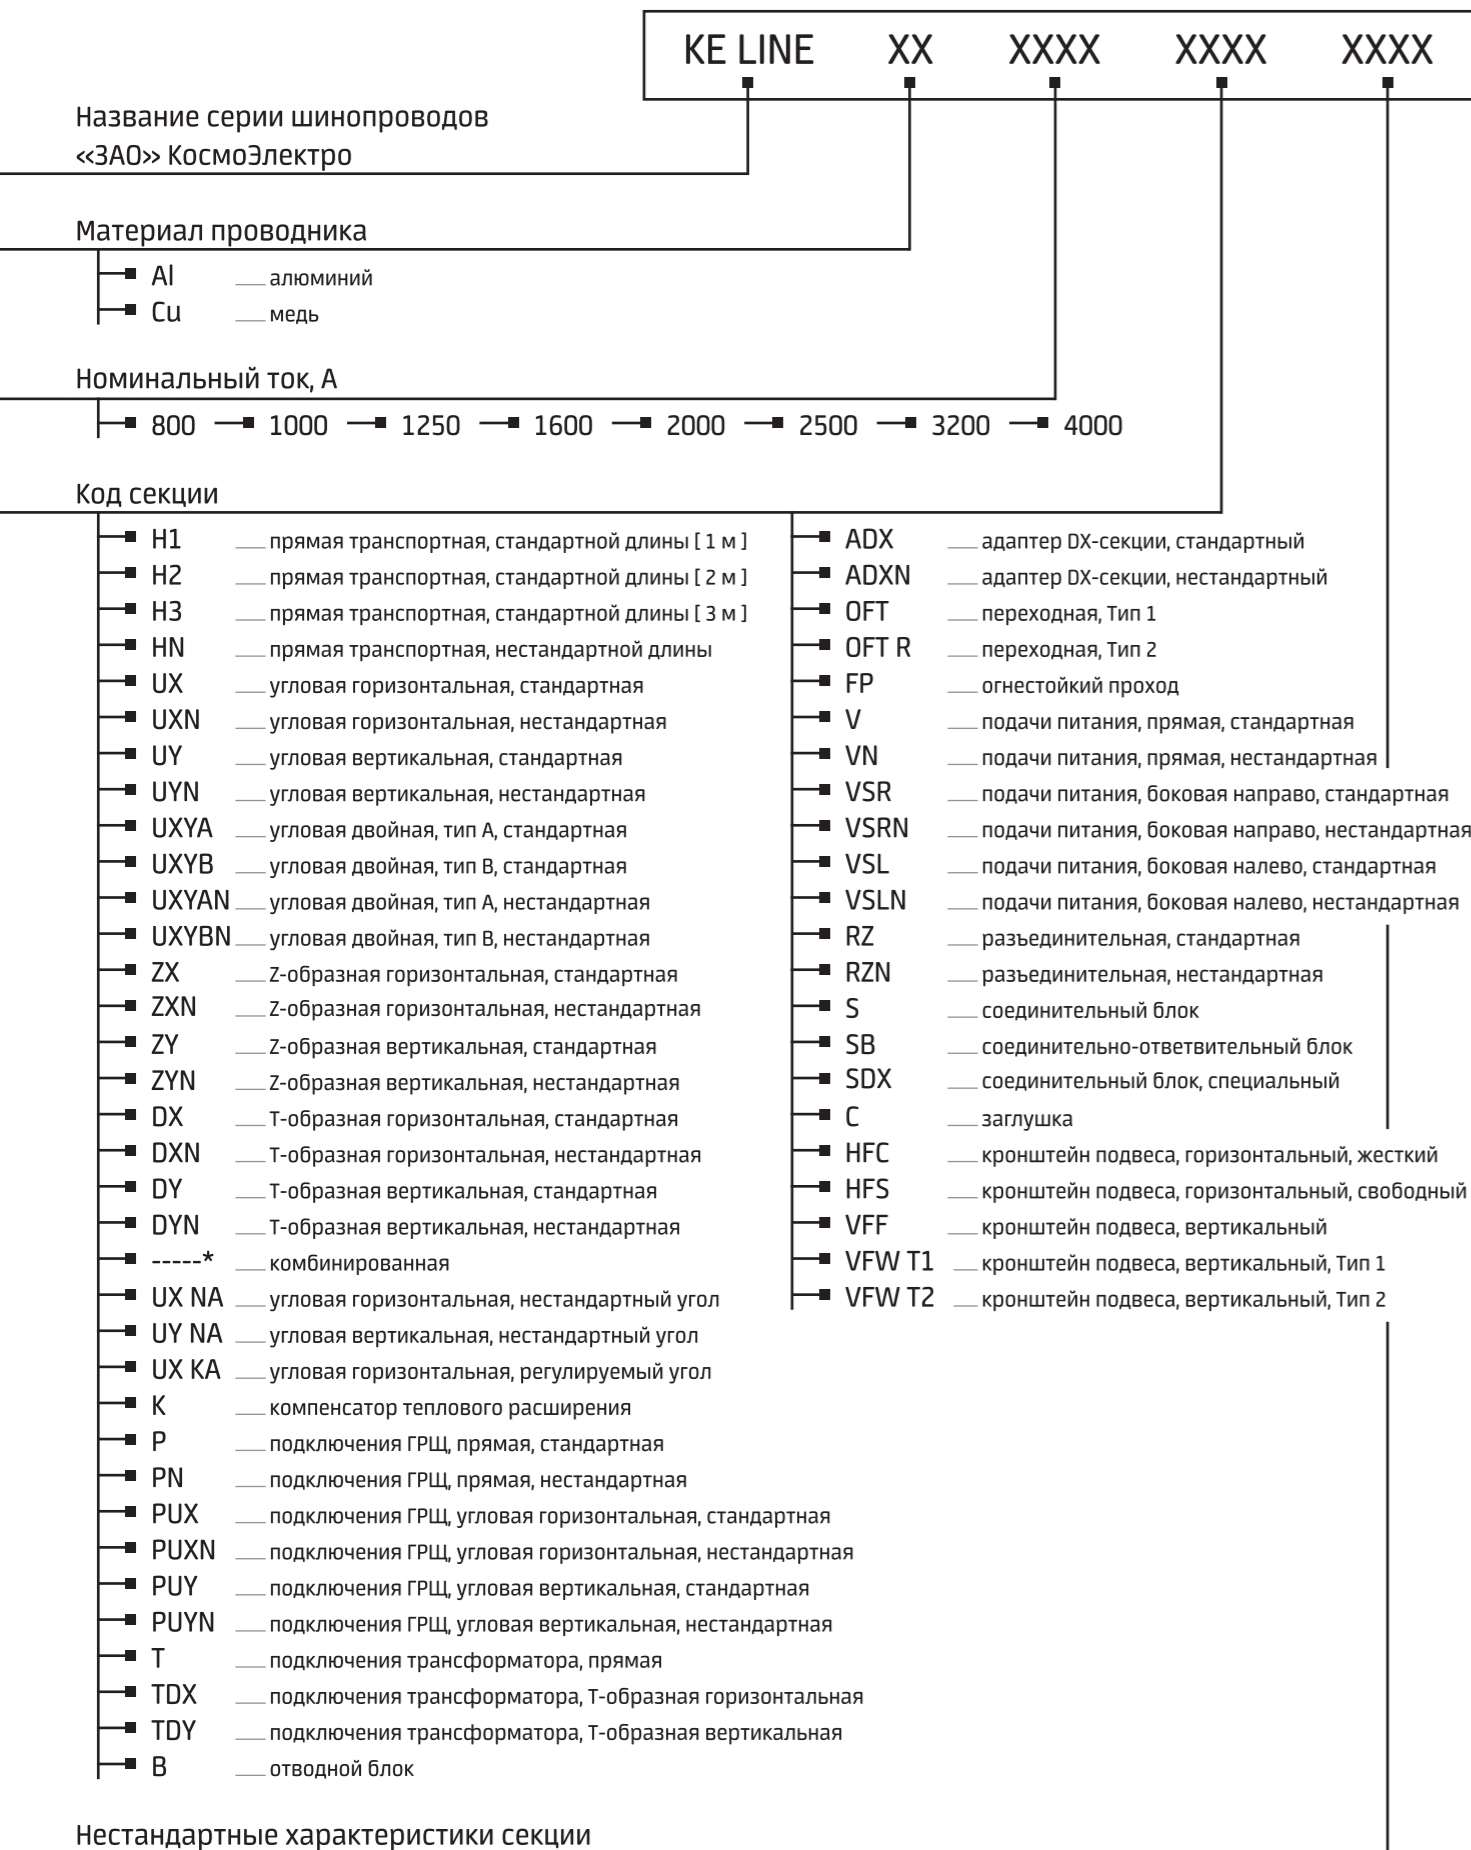 KE LINE XX XXXX XXXX XXXX
Название серии шинопроводов
«ЗАО» КосмоЭлектро
Материал проводника
Al алюминий
Cu медь
Номинальный ток, А
800 1000 1250 1600 2000 2500 3200 4000
Код секции
H1 прямая транспортная, стандартной длины [ 1 м ]
H2 прямая транспортная, стандартной длины [ 2 м ]
H3 прямая транспортная, стандартной длины [ 3 м ]
HN прямая транспортная, нестандартной длины
UX угловая горизонтальная, стандартная
UXN угловая горизонтальная, нестандартная
UY угловая вертикальная, стандартная
UYN угловая вертикальная, нестандартная
UXYA угловая двойная, тип А, стандартная
UXYB угловая двойная, тип В, стандартная
UXYAN угловая двойная, тип А, нестандартная
UXYBN угловая двойная, тип В, нестандартная
ZX Z-образная горизонтальная, стандартная
ZXN Z-образная горизонтальная, нестандартная
ZY Z-образная вертикальная, стандартная
ZYN Z-образная вертикальная, нестандартная
DX Т-образная горизонтальная, стандартная
DXN Т-образная горизонтальная, нестандартная
DY Т-образная вертикальная, стандартная
DYN Т-образная вертикальная, нестандартная
-----* комбинированная
UX NA угловая горизонтальная, нестандартный угол
UY NA угловая вертикальная, нестандартный угол
UX KA угловая горизонтальная, регулируемый угол
K компенсатор теплового расширения
P подключения ГРЩ, прямая, стандартная
PN подключения ГРЩ, прямая, нестандартная
PUX подключения ГРЩ, угловая горизонтальная, стандартная
PUXN подключения ГРЩ, угловая горизонтальная, нестандартная
PUY подключения ГРЩ, угловая вертикальная, стандартная
PUYN подключения ГРЩ, угловая вертикальная, нестандартная
T подключения трансформатора, прямая
TDX подключения трансформатора, Т-образная горизонтальная
TDY подключения трансформатора, Т-образная вертикальная
B отводной блок
ADX адаптер DX-секции, стандартный
ADXN адаптер DX-секции, нестандартный
OFT переходная, Тип 1
OFT R переходная, Тип 2
FP огнестойкий проход
V подачи питания, прямая, стандартная
VN подачи питания, прямая, нестандартная
VSR подачи питания, боковая направо, стандартная
VSRN подачи питания, боковая направо, нестандартная
VSL подачи питания, боковая налево, стандартная
VSLN подачи питания, боковая налево, нестандартная
RZ разъединительная, стандартная
RZN разъединительная, нестандартная
S соединительный блок
SB соединительно-ответвительный блок
SDX соединительный блок, специальный
C заглушка
HFC кронштейн подвеса, горизонтальный, жесткий
HFS кронштейн подвеса, горизонтальный, свободный
VFF кронштейн подвеса, вертикальный
VFW T1 кронштейн подвеса, вертикальный, Тип 1
VFW T2 кронштейн подвеса, вертикальный, Тип 2
Нестандартные характеристики секции